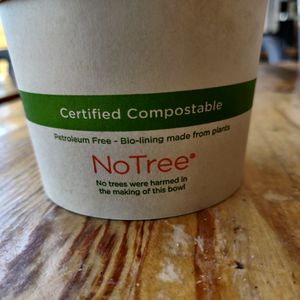 Certified Compostable
Petroleum Free - Bio-lining made from plants
NoTree®
No trees were harmed in
the making of this bowl